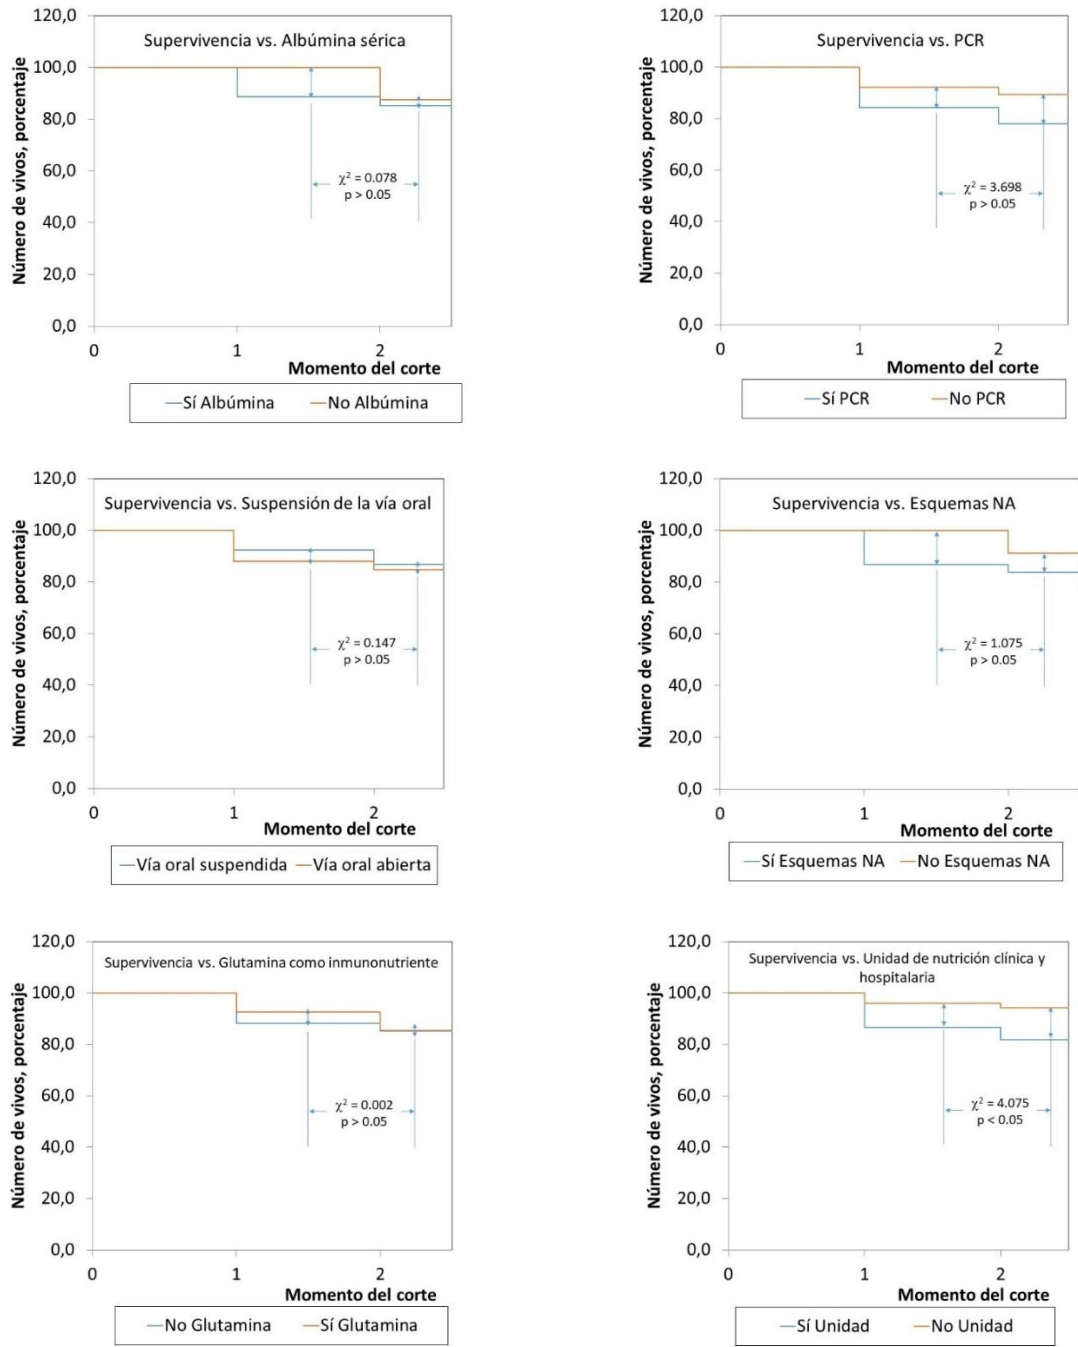 Supervivencia vs. Albúmina sérica
Número de vivos, porcentaje
120,0
100,0
80,0
60,0
40,0
20,0
0,0
χ² = 0.078
p > 0.05
0 1 2
Momento del corte
Sí Albúmina No Albúmina
Supervivencia vs. PCR
Número de vivos, porcentaje
120,0
100,0
80,0
60,0
40,0
20,0
0,0
χ² = 3.698
p > 0.05
0 1 2
Momento del corte
Sí PCR No PCR
Supervivencia vs. Suspensión de la vía oral
Número de vivos, porcentaje
120,0
100,0
80,0
60,0
40,0
20,0
0,0
χ² = 0.147
p > 0.05
0 1 2
Momento del corte
Vía oral suspendida Vía oral abierta
Supervivencia vs. Esquemas NA
Número de vivos, porcentaje
120,0
100,0
80,0
60,0
40,0
20,0
0,0
χ² = 1.075
p > 0.05
0 1 2
Momento del corte
Sí Esquemas NA No Esquemas NA
Supervivencia vs. Glutamina como inmunonutriente
Número de vivos, porcentaje
120,0
100,0
80,0
60,0
40,0
20,0
0,0
χ² = 0.002
p > 0.05
0 1 2
Momento del corte
No Glutamina Sí Glutamina
Supervivencia vs. Unidad de nutrición clínica y
hospitalaria
Número de vivos, porcentaje
120,0
100,0
80,0
60,0
40,0
20,0
0,0
χ² = 4.075
p < 0.05
0 1 2
Momento del corte
Sí Unidad No Unidad